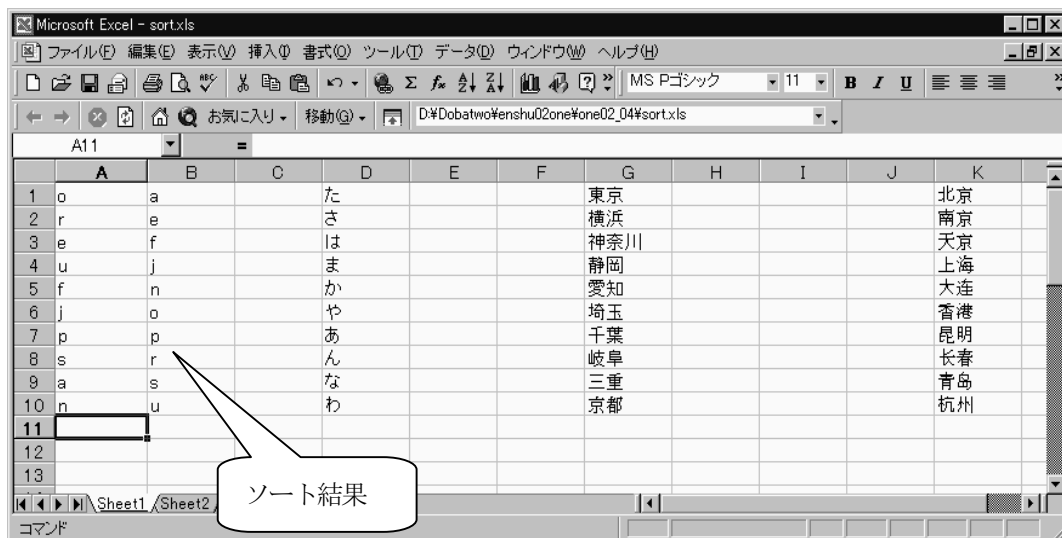 Microsoft Excel - sort.xls
ファイル(F) 編集(E) 表示(V) 挿入(I) 書式(O) ツール(T) データ(D) ウィンドウ(W) ヘルプ(H)
MS Pゴシック 11 B I U
お気に入り 移動(G) D:¥Dobatwo¥enshu02one¥one02_04¥sort.xls
A11 =
A B C D E F G H I J K
1 o a た 東京 北京
2 r e さ 横浜 南京
3 e f は 神奈川 天京
4 u j ま 静岡 上海
5 f n か 愛知 大连
6 j o や 埼玉 香港
7 p p あ 千葉 昆明
8 s r ん 岐阜 长春
9 a s な 三重 青岛
10 n u わ 京都 杭州
11
12
13
ソート結果
Sheet1 Sheet2
コマンド